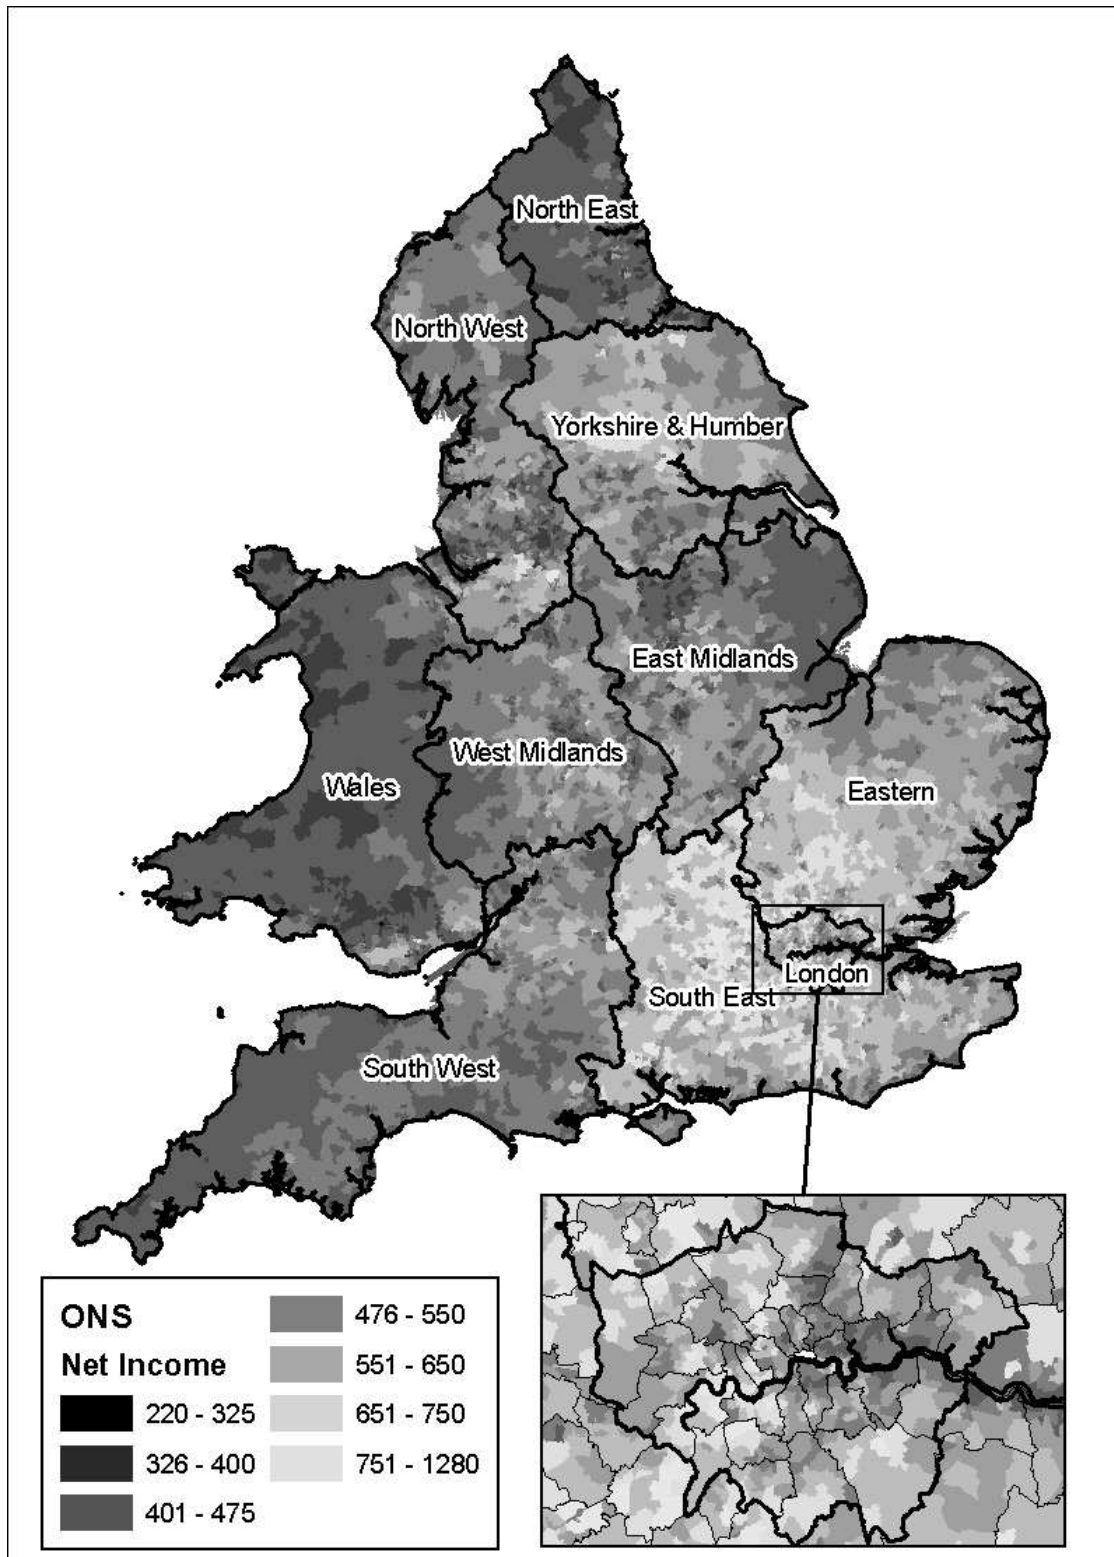 North East
North West
Yorkshire & Humber
East Midlands
West Midlands
Wales
Eastern
London
South East
South West
ONS
Net Income
220 - 325
326 - 400
401 - 475
476 - 550
551 - 650
651 - 750
751 - 1280